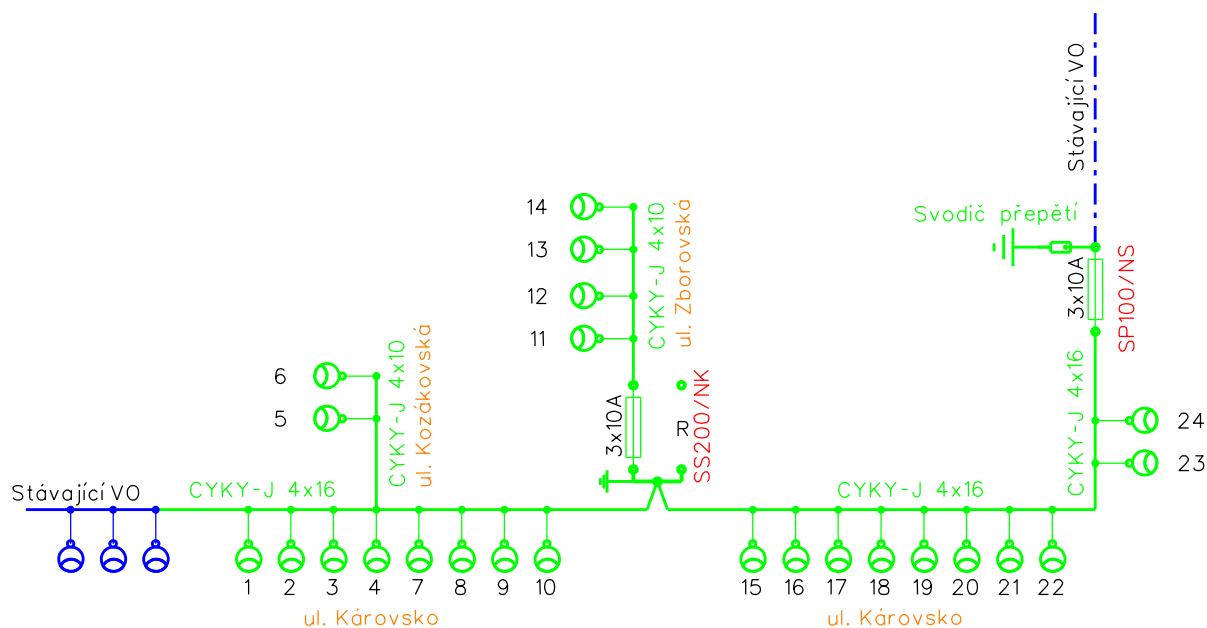 Stávající VO
Svodič přepětí
3x10A
SP100/NS
14
13
12
11
CYKY-J 4x10
ul. Zborovská
6
5
CYKY-J 4x10
ul. Kozákovská
3x10A
R
SS200/NK
CYKY-J 4x16
24
23
Stávající VO
CYKY-J 4x16
CYKY-J 4x16
1 2 3 4 7 8 9 10
15 16 17 18 19 20 21 22
ul. Károvsko
ul. Károvsko